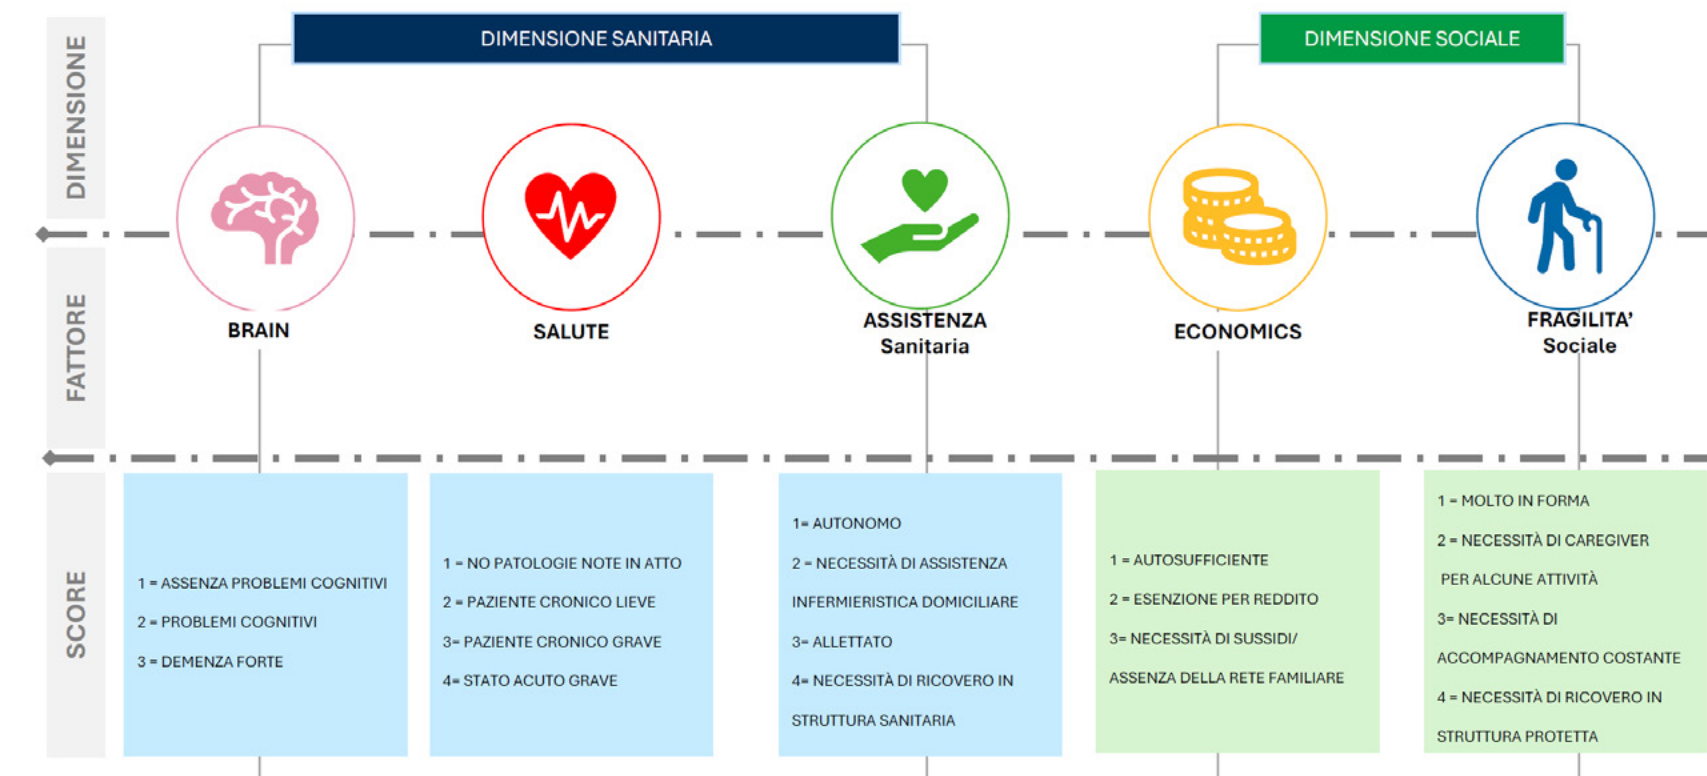 DIMENSIONE
DIMENSIONE SANITARIA
DIMENSIONE SOCIALE
FATTORE
BRAIN
SALUTE
ASSISTENZA
Sanitaria
ECONOMICS
FRAGILITA'
Sociale
SCORE
1 = ASSENZA PROBLEMI COGNITIVI
2 = PROBLEMI COGNITIVI
3 = DEMENZA FORTE
1 = NO PATOLOGIE NOTE IN ATTO
2 = PAZIENTE CRONICO LIEVE
3= PAZIENTE CRONICO GRAVE
4= STATO ACUTO GRAVE
1= AUTONOMO
2 = NECESSITÀ DI ASSISTENZA
INFERMIERISTICA DOMICILIARE
3= ALLETTATO
4= NECESSITÀ DI RICOVERO IN
STRUTTURA SANITARIA
1 = AUTOSUFFICIENTE
2 = ESENZIONE PER REDDITO
3= NECESSITÀ DI SUSSIDI/
ASSENZA DELLA RETE FAMILIARE
1 = MOLTO IN FORMA
2 = NECESSITÀ DI CAREGIVER
PER ALCUNE ATTIVITÀ
3= NECESSITÀ DI
ACCOMPAGNAMENTO COSTANTE
4 = NECESSITÀ DI RICOVERO IN
STRUTTURA PROTETTA